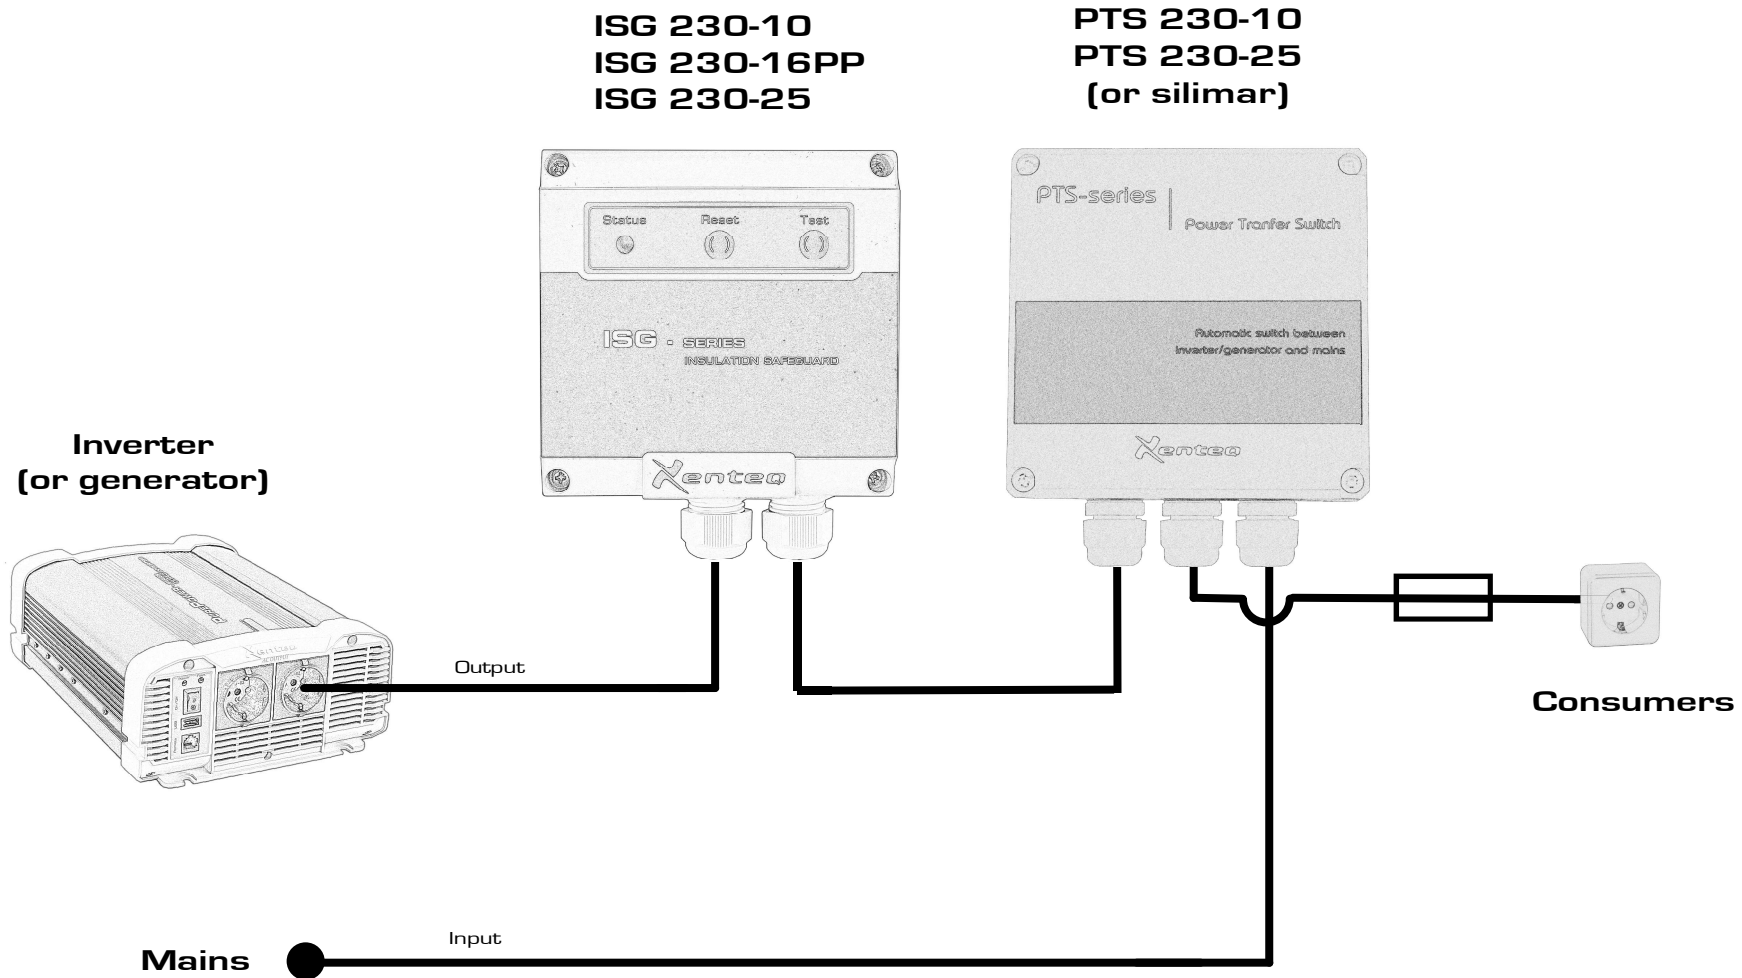 ISG 230-10
ISG 230-16PP
ISG 230-25
PTS 230-10
PTS 230-25
(or silimar)
Status
Reset
Test
ISG - SERIES
INSULATION SAFEGUARD
Xenteq
PTS-series
Power Tranfer Switch
Automatic switch between
inverter/generator and mains
Xenteq
Inverter
(or generator)
Output
Consumers
Input
Mains